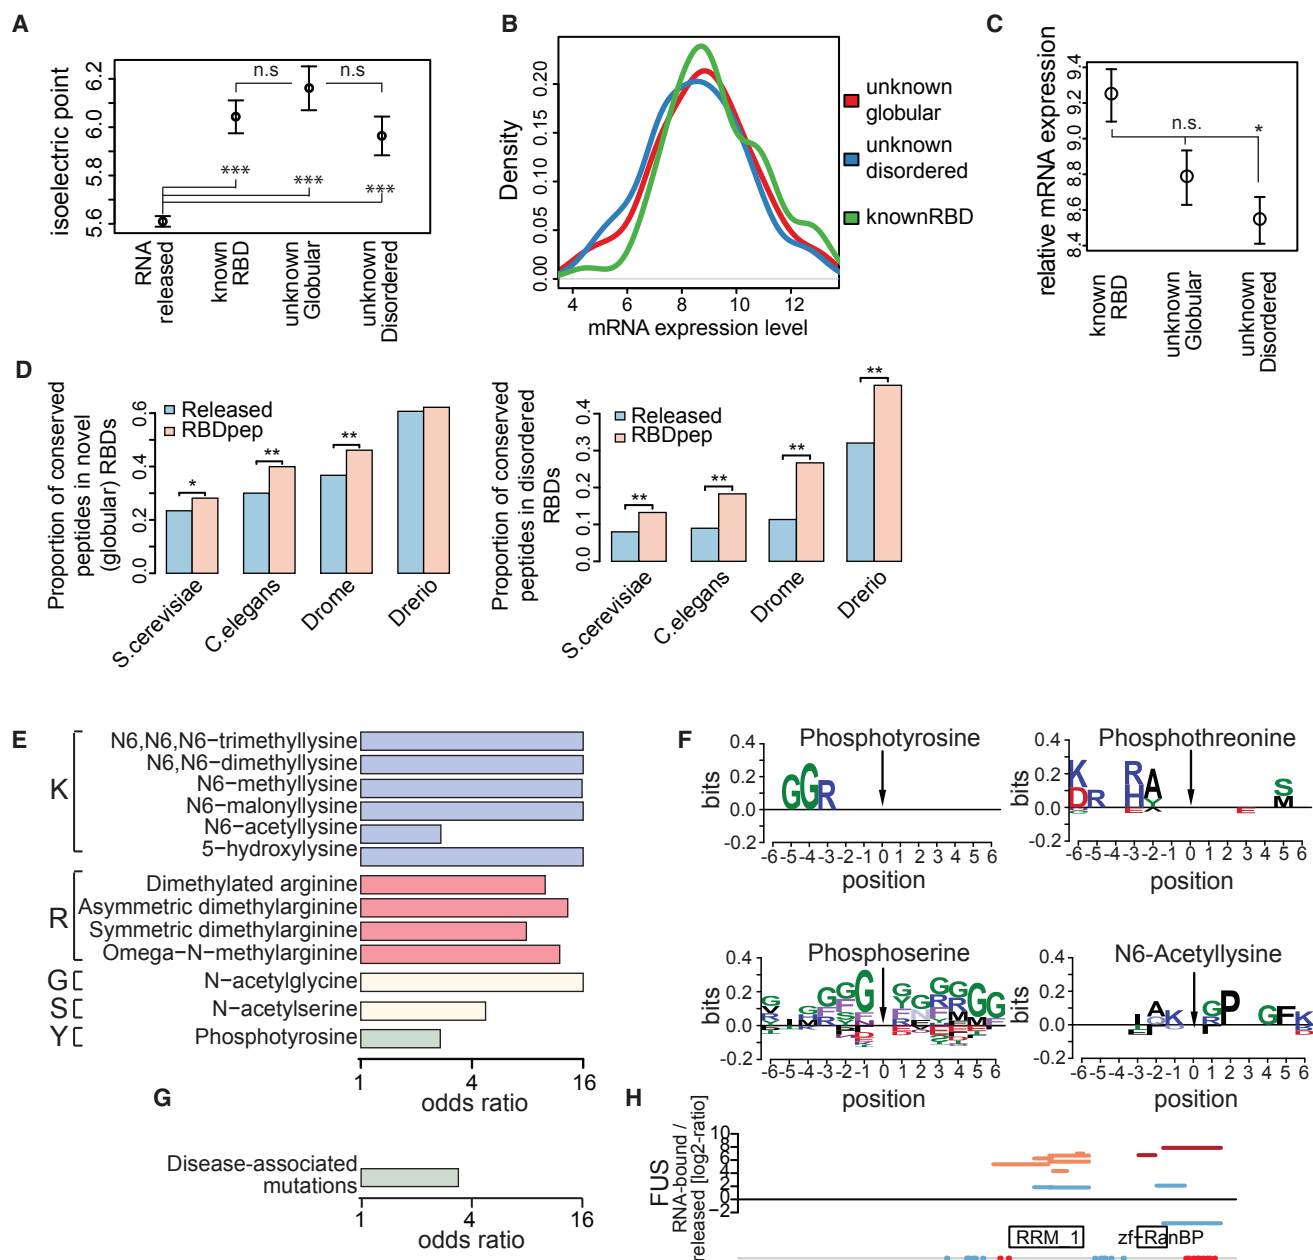 A
isoelectric point
5.6 5.8 6.0 6.2
n.s n.s
*** *** ***
RNA released
known RBD
unknown Globular
unknown Disordered
B
Density
0.00 0.05 0.10 0.15 0.20
4 6 8 10 12
mRNA expression level
unknown
globular
unknown
disordered
knownRBD
C
relative mRNA expression
8.4 8.6 8.8 9.0 9.2 9.4
n.s. *
known RBD
unknown Globular
unknown Disordered
D
Proportion of conserved
peptides in novel
(globular) RBDs
0.0 0.2 0.4 0.6
Released
RBDpep
* ** **
S.cerevisiae
C.elegans
Drome
Drerio
Proportion of conserved
peptides in disordered
RBDs
0.0 0.1 0.2 0.3 0.4
Released
RBDpep
** ** ** **
S.cerevisiae
C.elegans
Drome
Drerio
E
K
N6,N6,N6−trimethyllysine
N6,N6−dimethyllysine
N6−methyllysine
N6−malonyllysine
N6−acetyllysine
5−hydroxylysine
R
Dimethylated arginine
Asymmetric dimethylarginine
Symmetric dimethylarginine
Omega−N−methylarginine
G
N−acetylglycine
S
N−acetylserine
Y
Phosphotyrosine
1 4 16
odds ratio
F
Phosphotyrosine
bits
0.4
0.2
0.0
-0.2
GGR
-6 -5 -4 -3 -2 -1 0 1 2 3 4 5 6
position
Phosphothreonine
bits
0.4
0.2
0.0
-0.2
-6 -5 -4 -3 -2 -1 0 1 2 3 4 5 6
position
Phosphoserine
bits
0.4
0.2
0.0
-0.2
-6 -5 -4 -3 -2 -1 0 1 2 3 4 5 6
position
N6-Acetyllysine
bits
0.4
0.2
0.0
-0.2
-6 -5 -4 -3 -2 -1 0 1 2 3 4 5 6
position
G
Disease−associated
mutations
1 4 16
odds ratio
H
FUS
RNA-bound /
released [log2-ratio]
10
8
6
4
2
0
−2
RRM_1
zf−RanBP